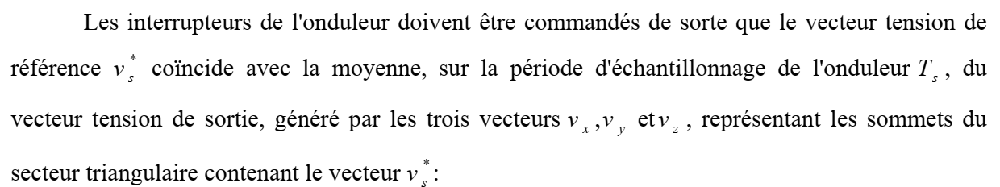 Les interrupteurs de l'onduleur doivent être commandés de sorte que le vecteur tension de
référence v_s^* coïncide avec la moyenne, sur la période d'échantillonnage de l'onduleur T_s, du
vecteur tension de sortie, généré par les trois vecteurs v_x,v_y et v_z, représentant les sommets du
secteur triangulaire contenant le vecteur v_s^*: